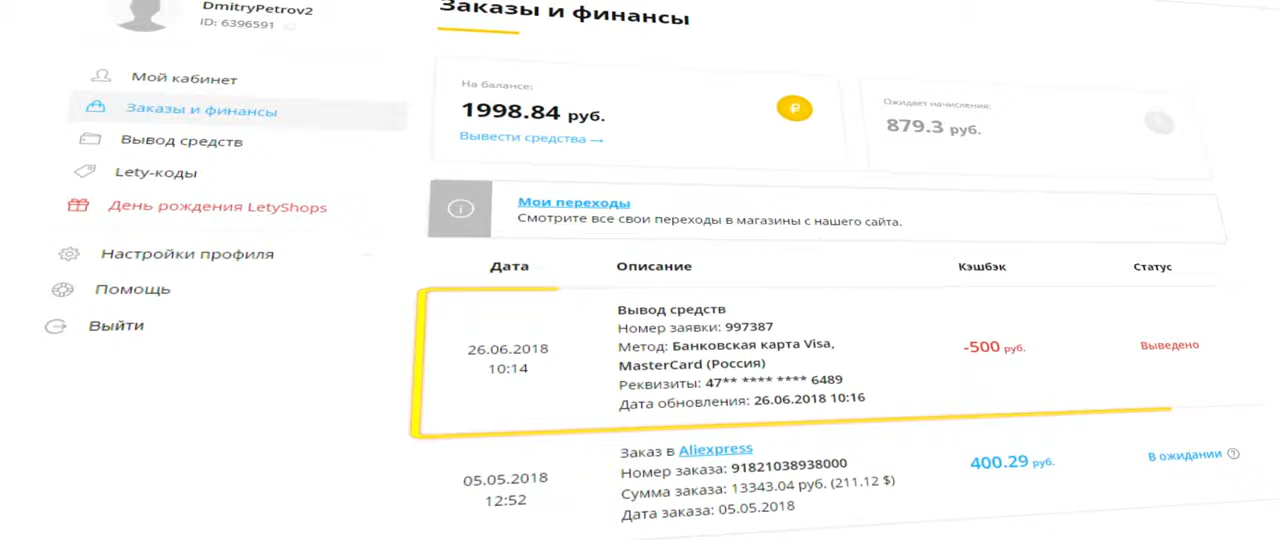 DmitryPetrov2
ID: 6396591
Мой кабинет
Заказы и финансы
Вывод средств
Lety-коды
День рождения LetyShops
Настройки профиля
Помощь
Выйти
Заказы и финансы
На балансе:
1998.84 руб.
Вывести средства →
Ожидает начисления:
879.3 руб.
Мои переходы
Смотрите все свои переходы в магазины с нашего сайта.
Дата Описание Кэшбэк Статус
26.06.2018
10:14
Вывод средств
Номер заявки: 997387
Метод: Банковская карта Visa,
MasterCard (Россия)
Реквизиты: 47** **** **** 6489
Дата обновления: 26.06.2018 10:16
-500 руб.
Выведено
05.05.2018
12:52
Заказ в Aliexpress
Номер заказа: 91821038938000
Сумма заказа: 13343.04 руб. (211.12 $)
Дата заказа: 05.05.2018
400.29 руб.
В ожидании